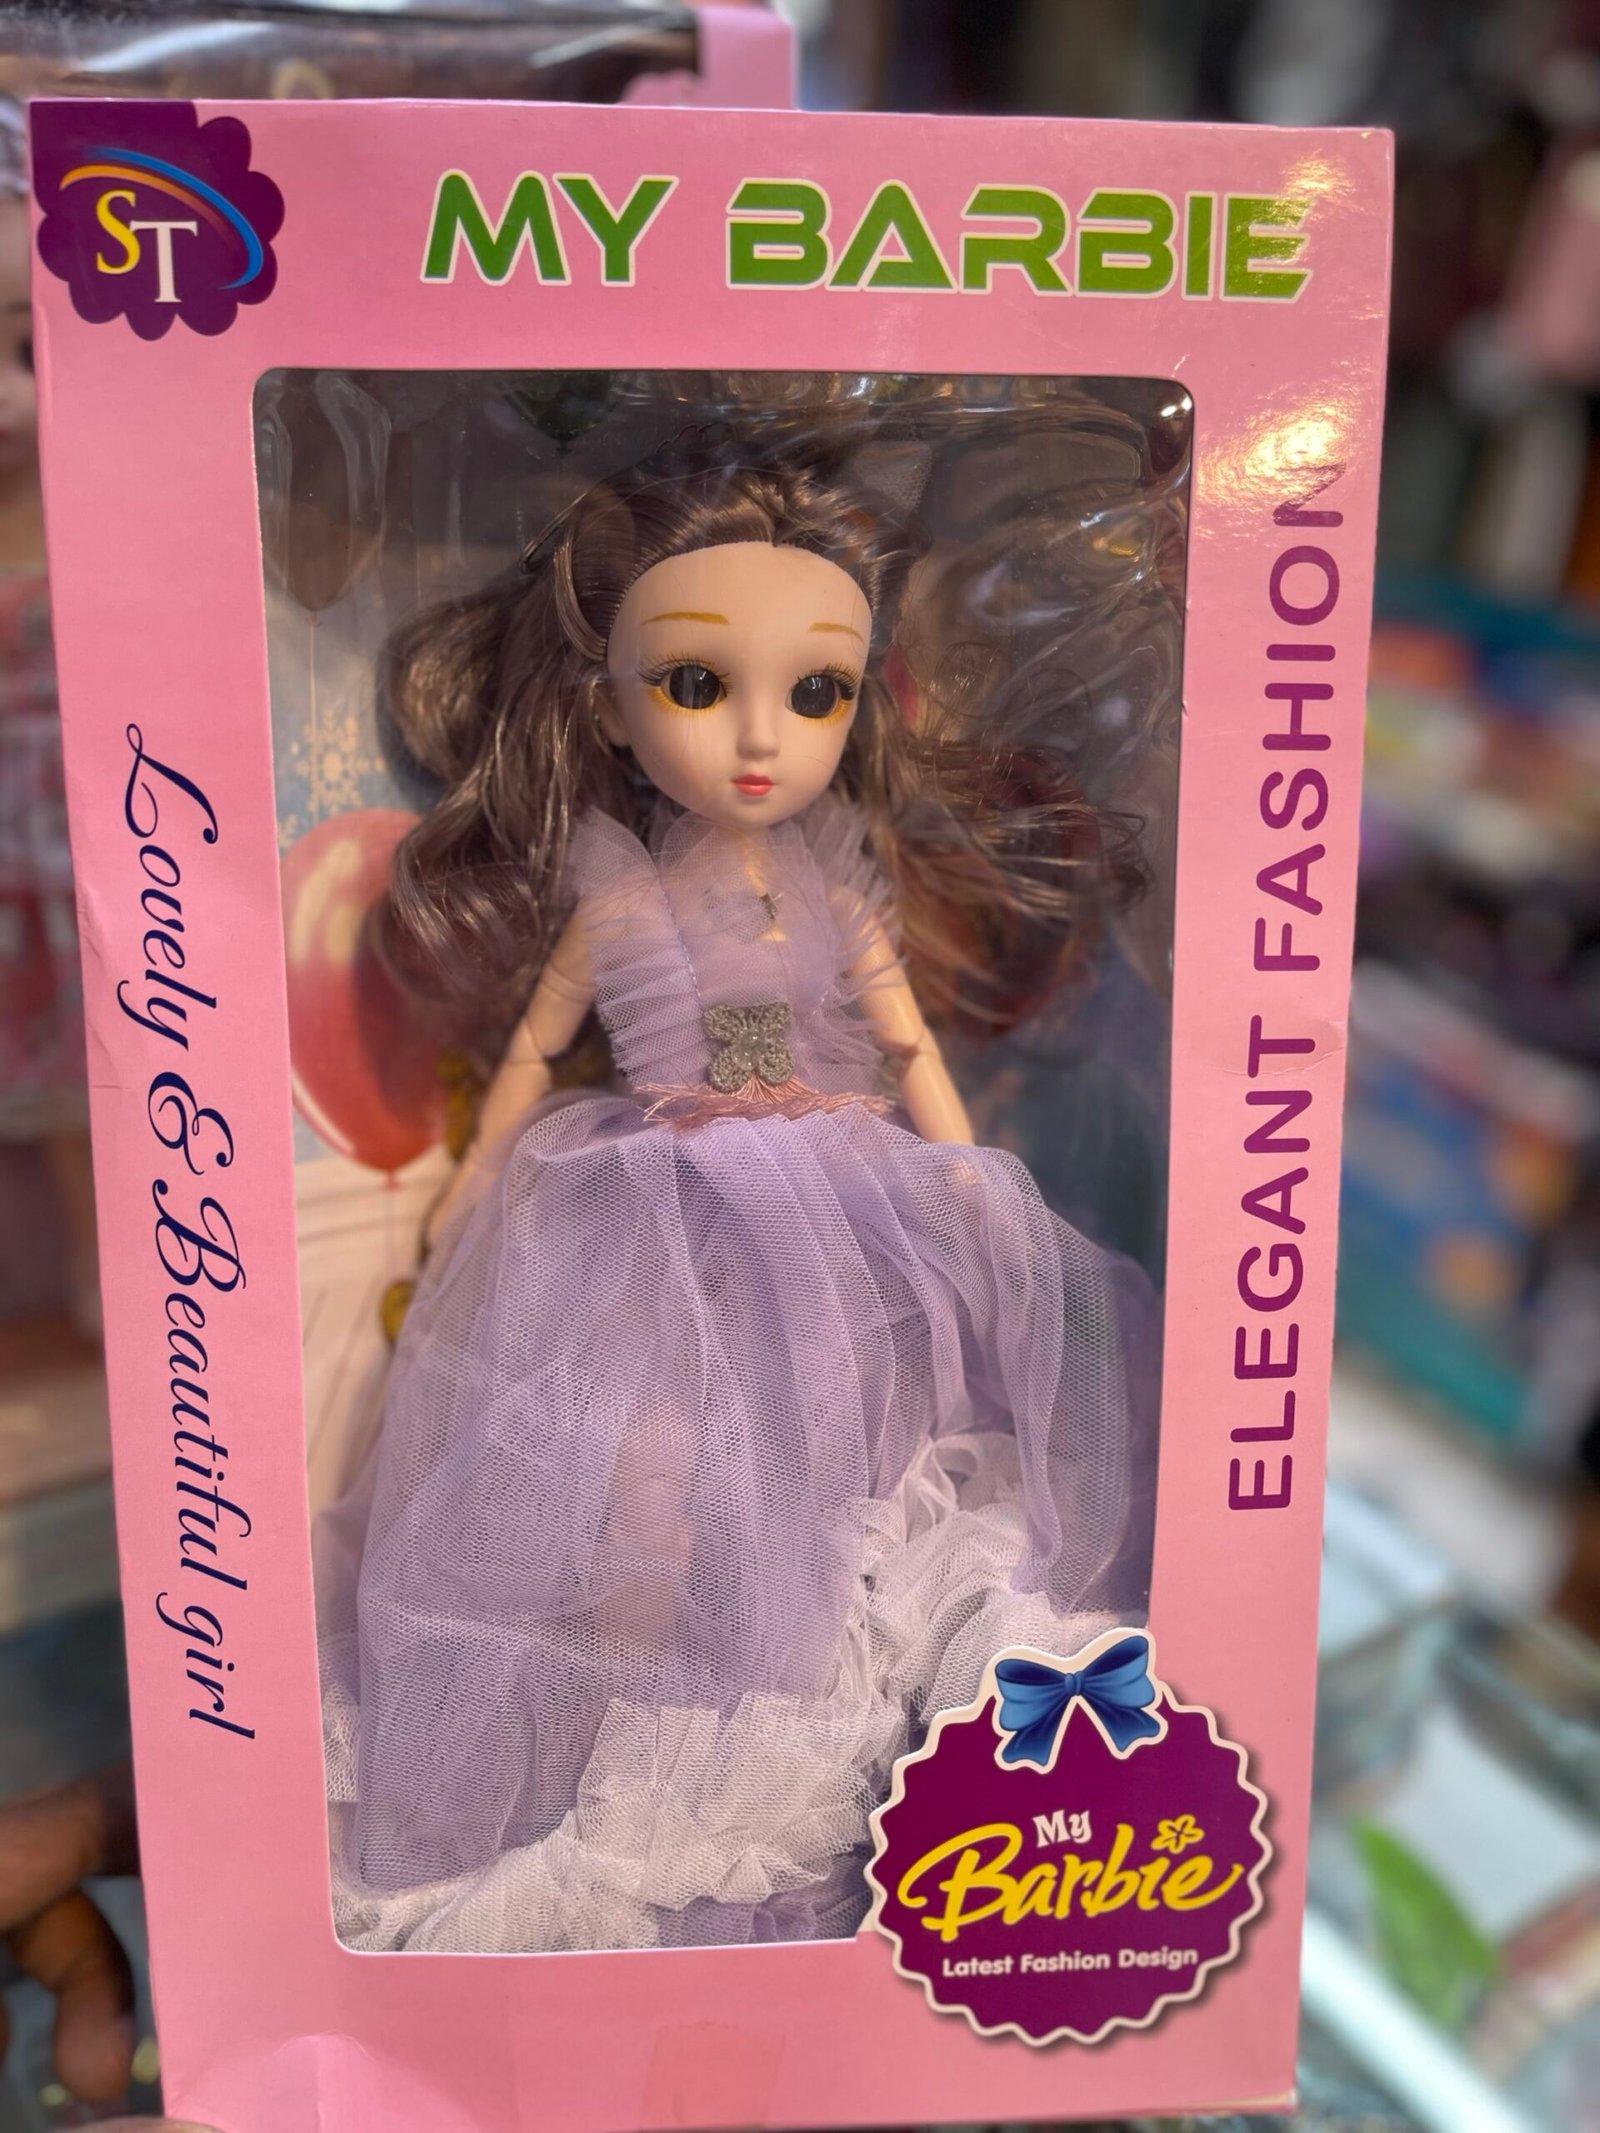 ST
MY BARBIE
Lovely & Beautiful girl
ELEGANT FASHION
My
Barbie
Latest Fashion Design